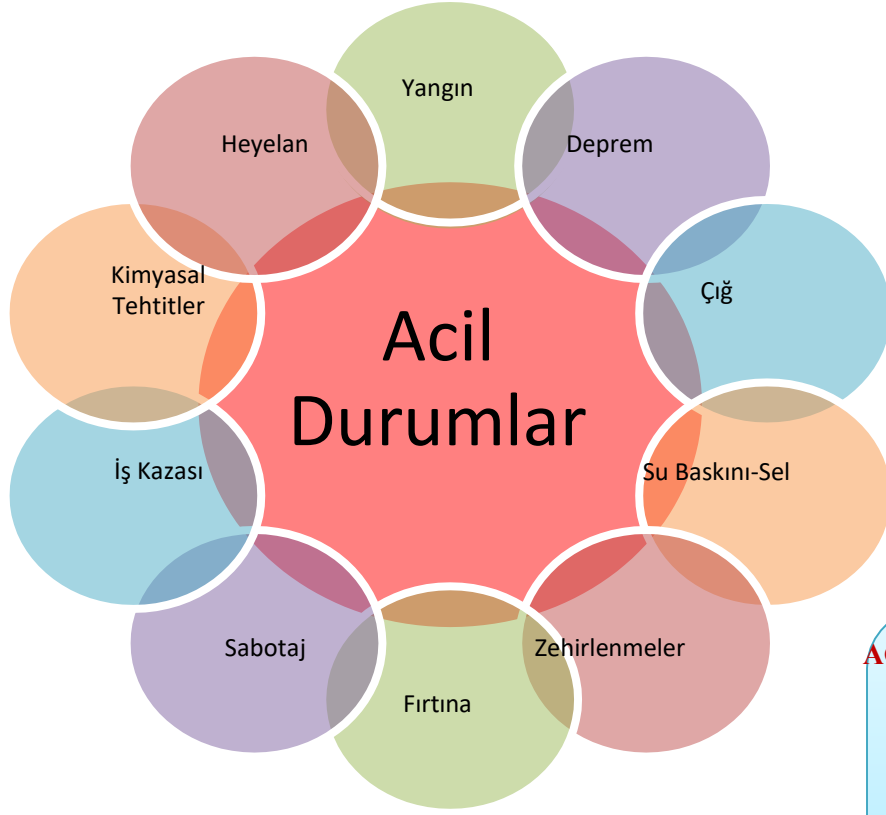 Yangın
Heyelan
Deprem
Kimyasal
Tehtitler
Çığ
Acil
Durumlar
İş Kazası
Su Baskını-Sel
Sabotaj
Zehirlenmeler
Fırtına